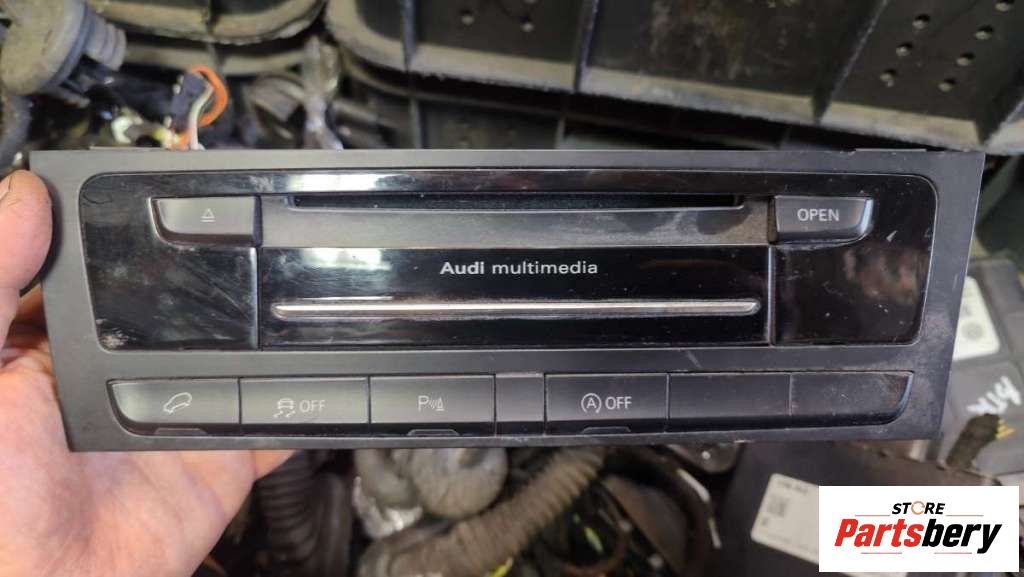 OPEN
Audi multimedia
OFF
P
A OFF
STORE
Partsbery